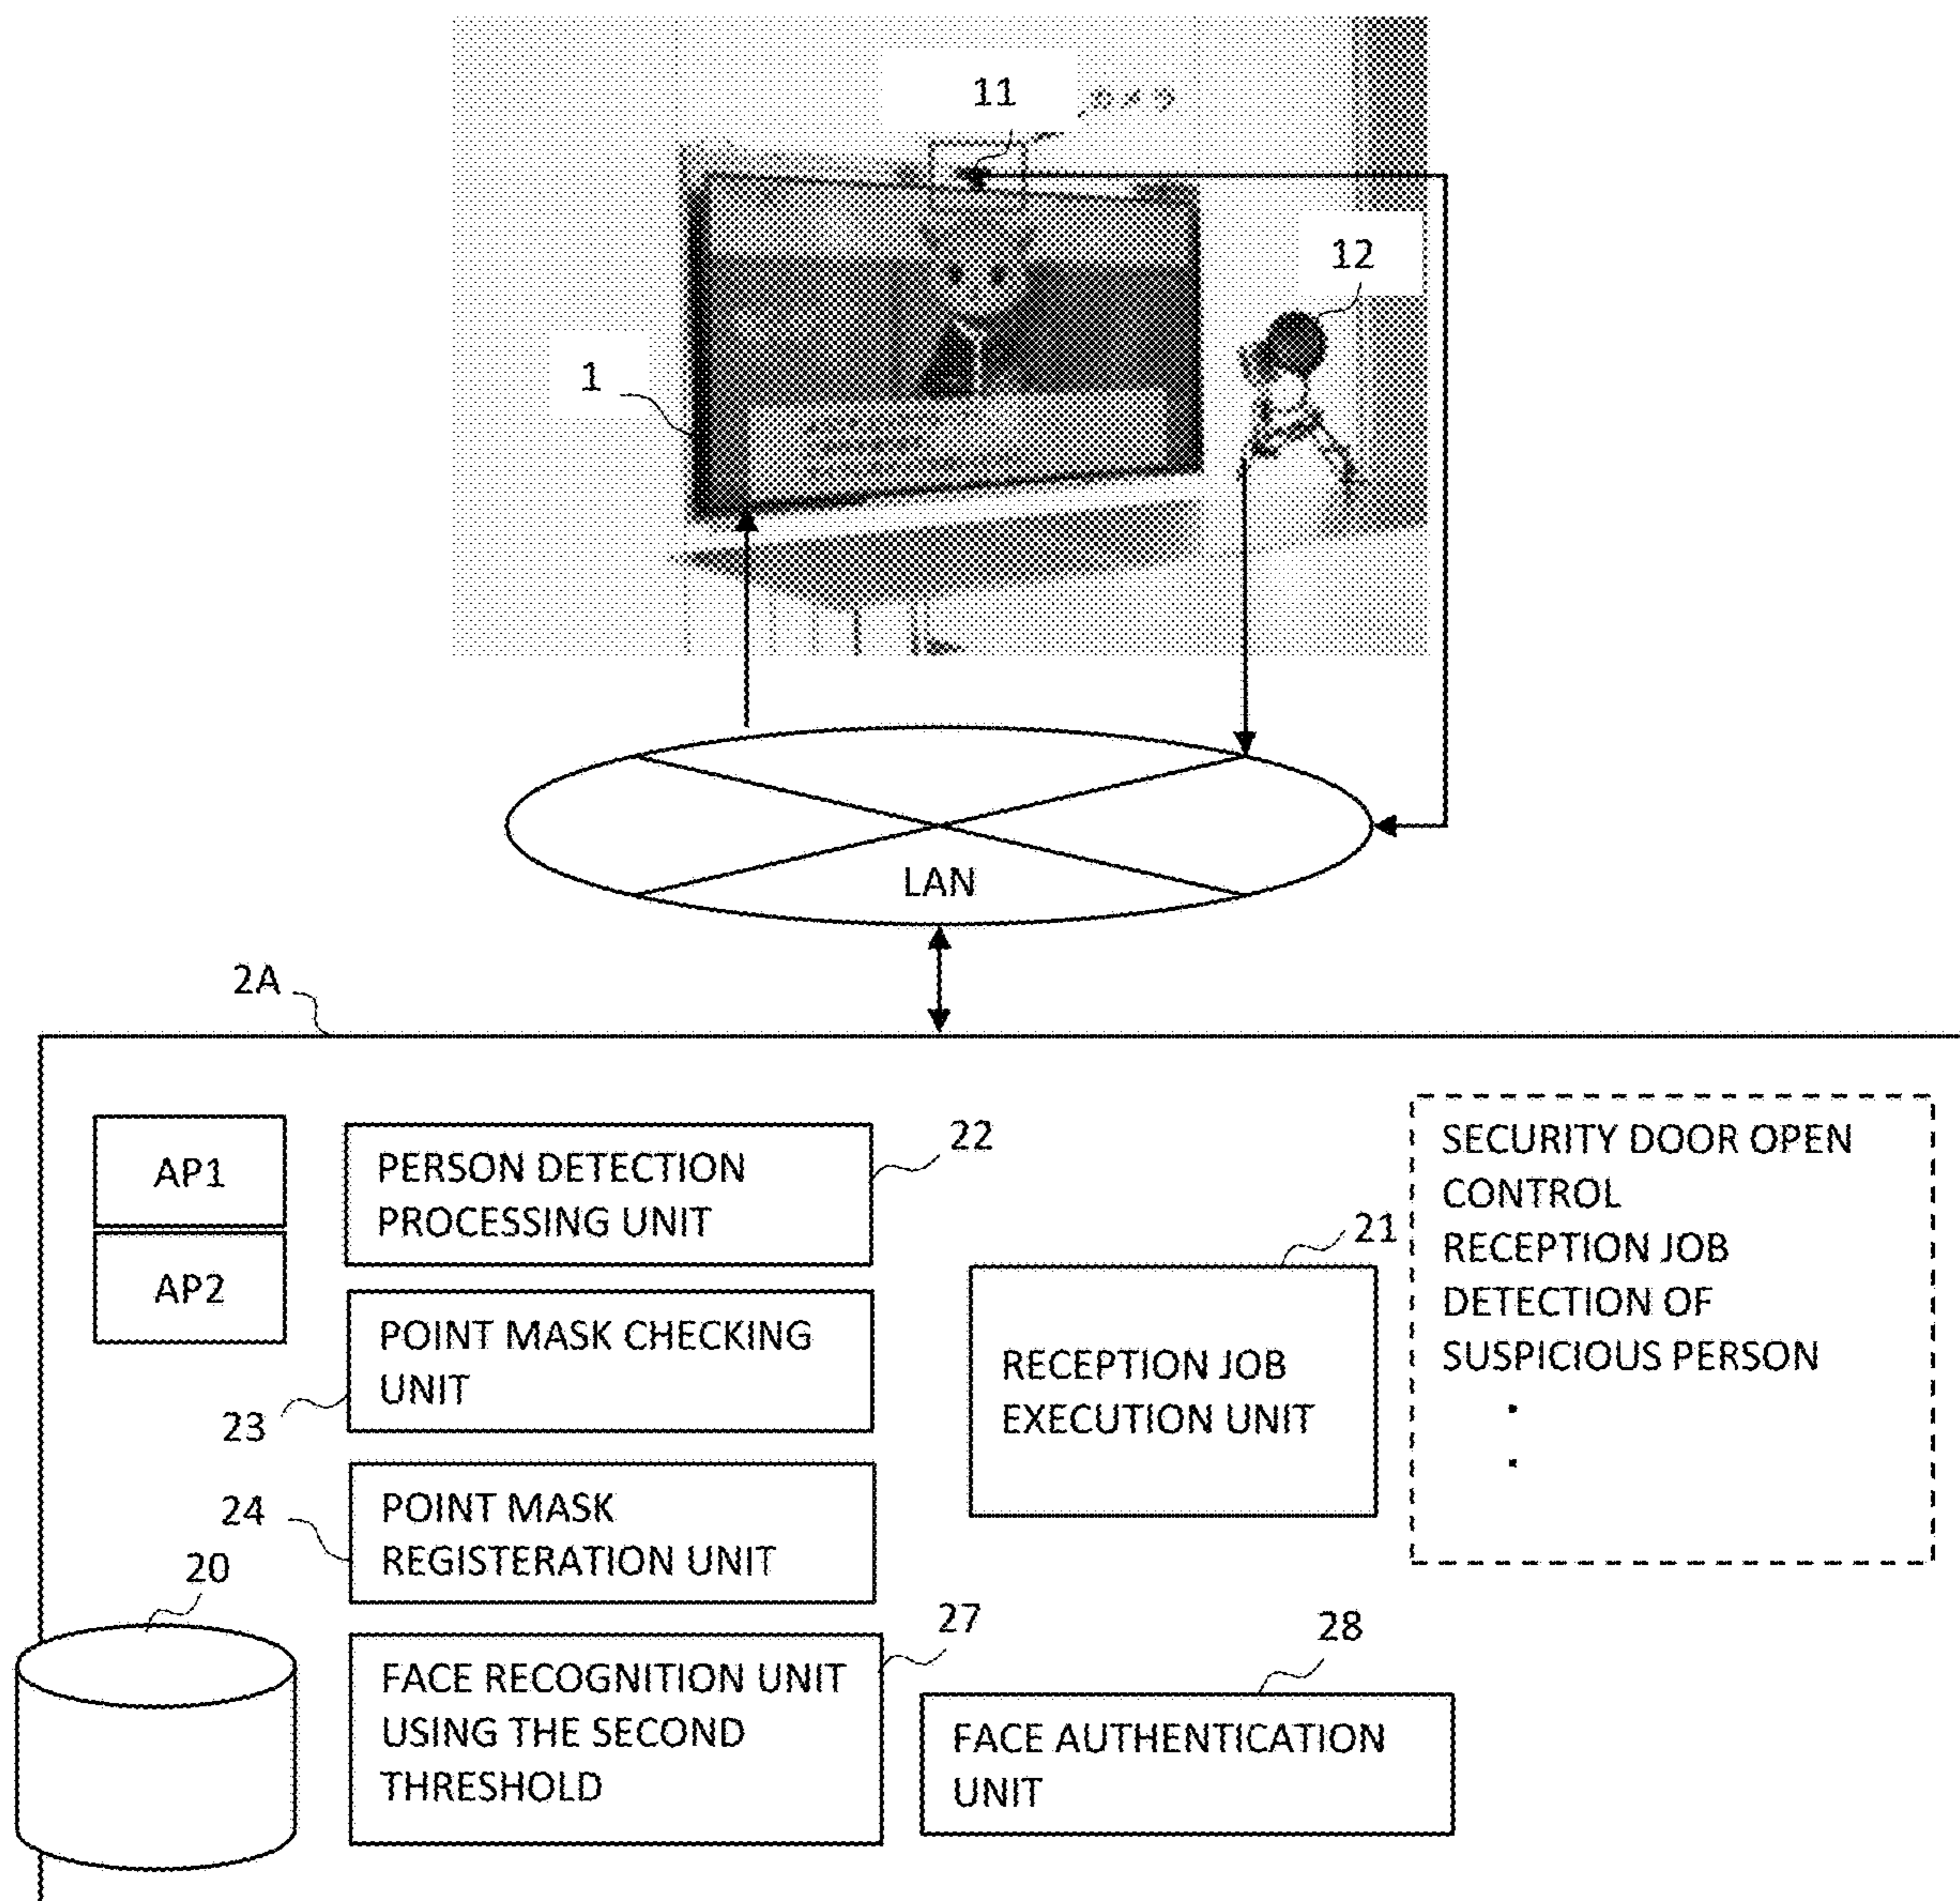 11
12
1
LAN
2A
AP1
AP2
PERSON DETECTION
PROCESSING UNIT
22
POINT MASK CHECKING
UNIT
23
POINT MASK
REGISTERATION UNIT
24
20
FACE RECOGNITION UNIT
USING THE SECOND
THRESHOLD
27
RECEPTION JOB
EXECUTION UNIT
21
FACE AUTHENTICATION
UNIT
28
SECURITY DOOR OPEN
CONTROL
RECEPTION JOB
DETECTION OF
SUSPICIOUS PERSON